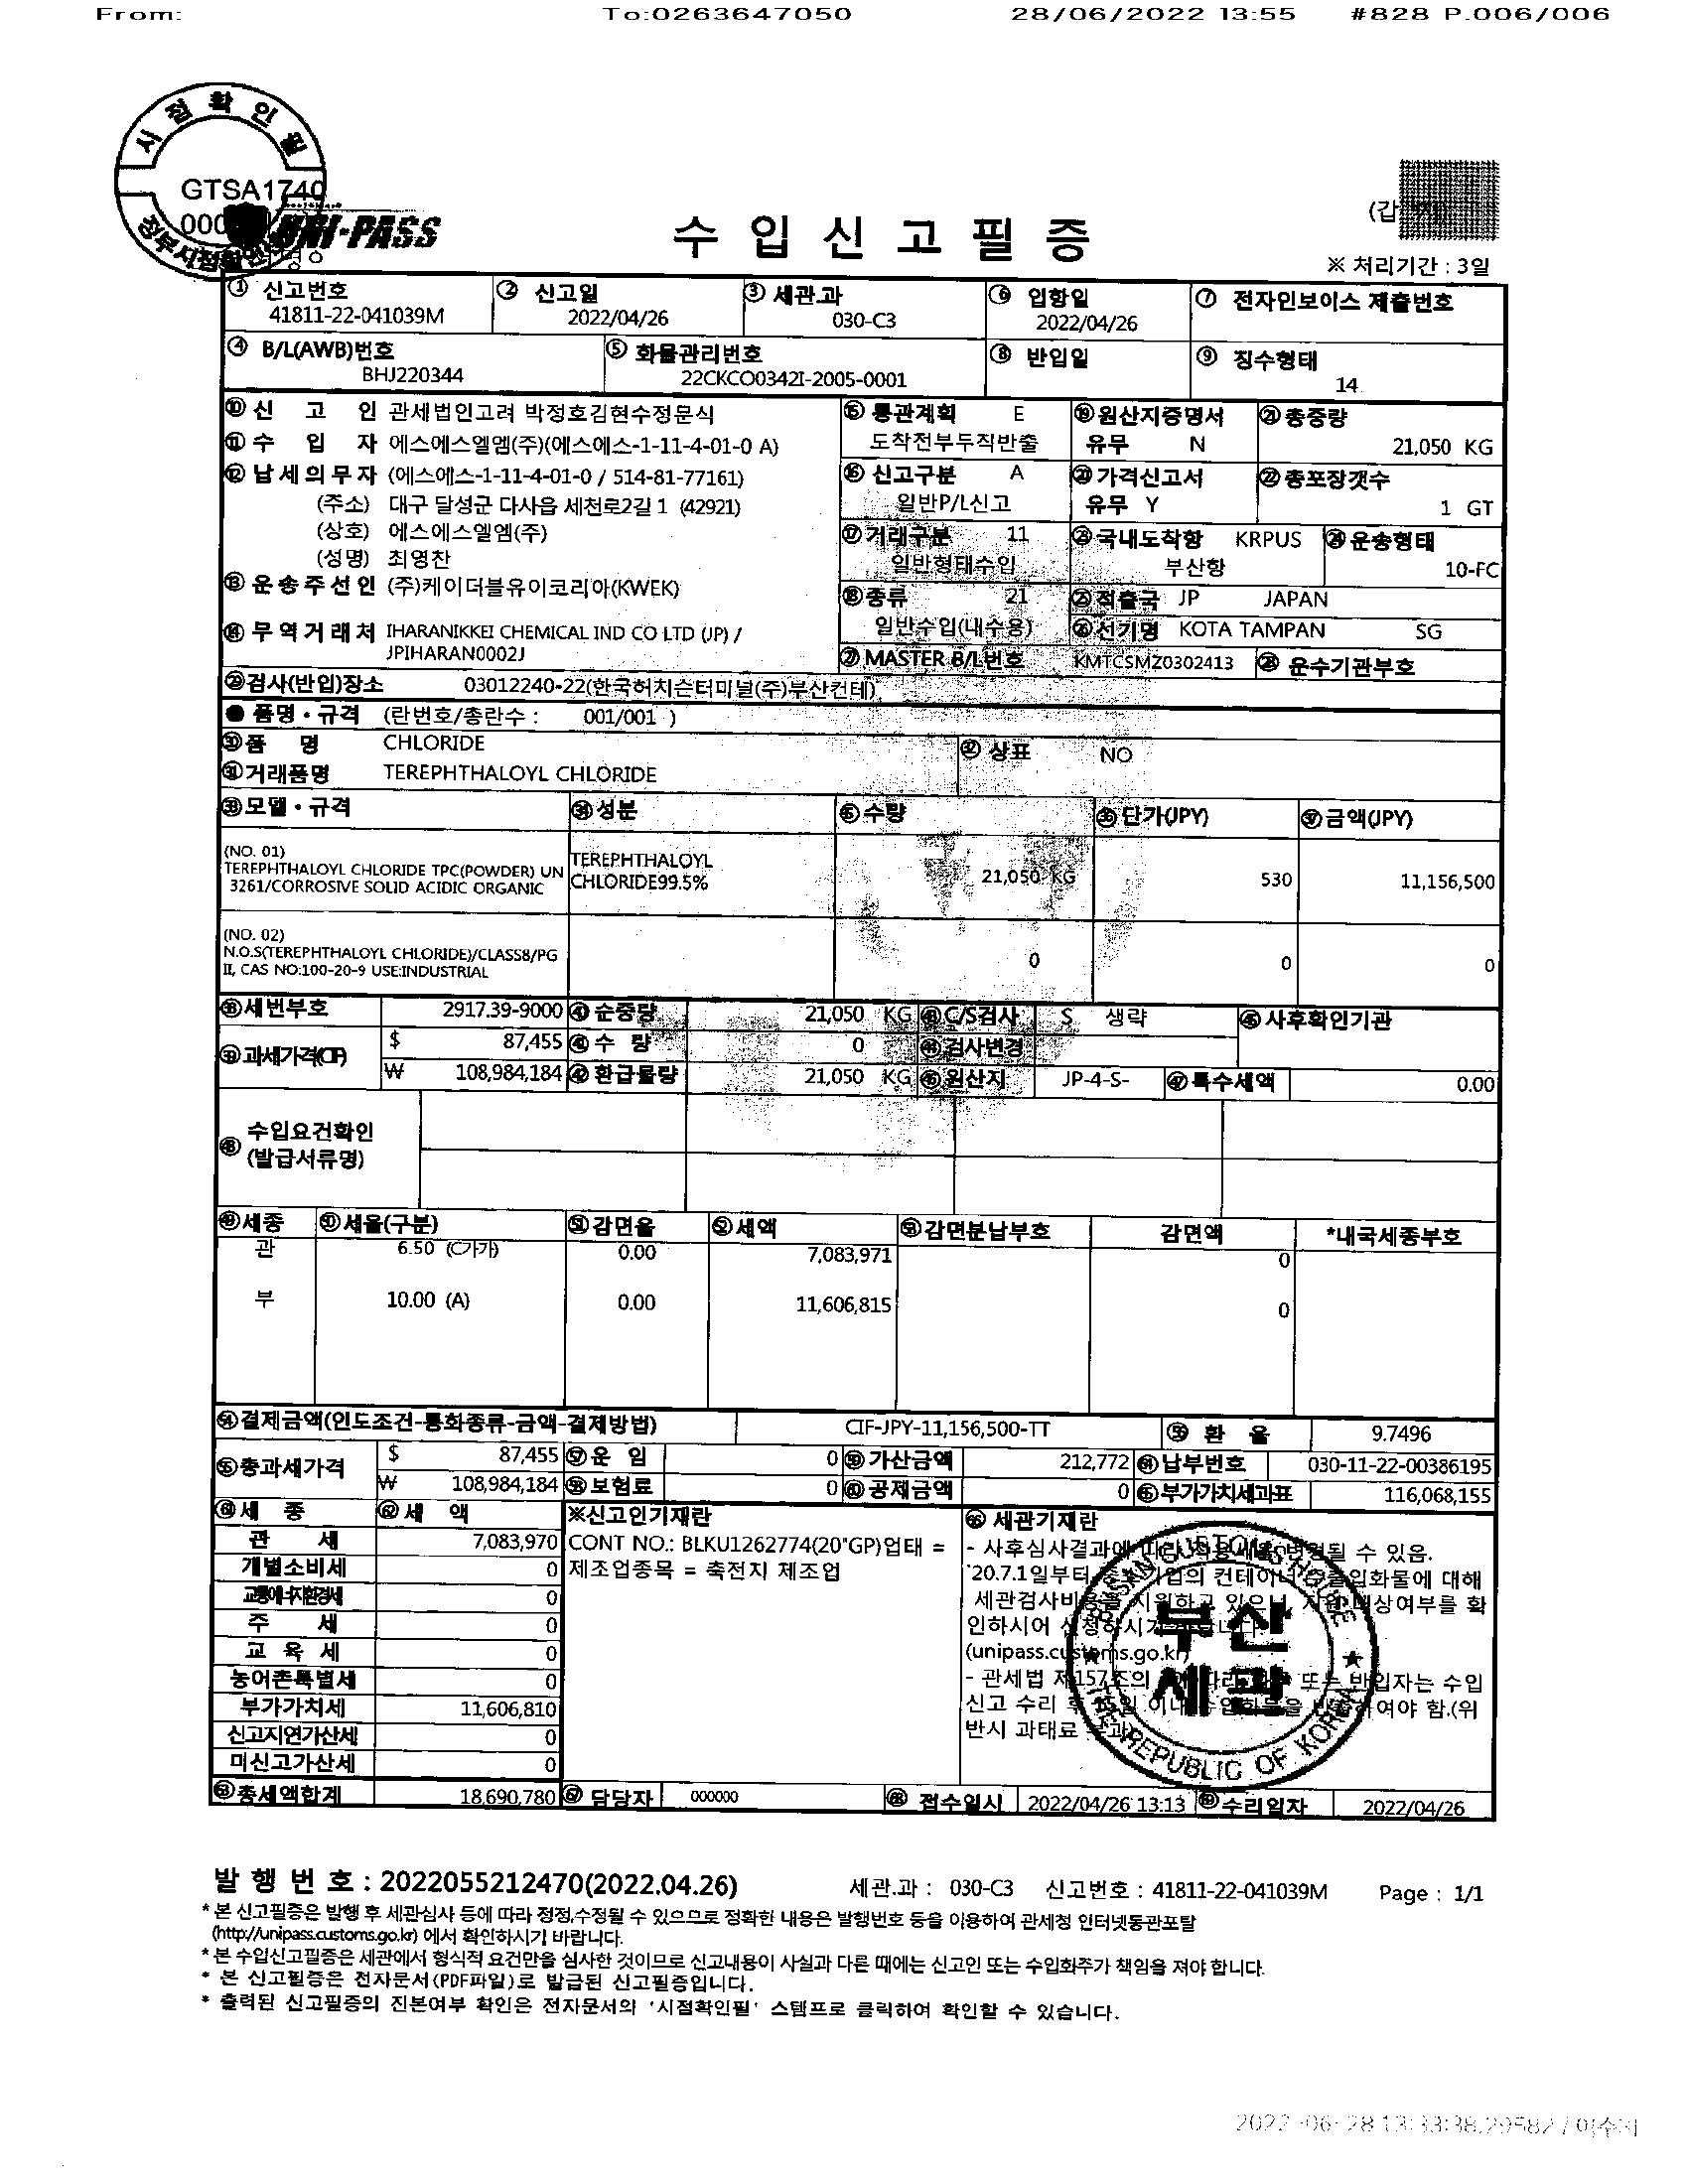 From: To:0263647050 28/06/2022 13:55 #828 P.006/006
시 점 확 인 필
GTSA1740
000
UNI-PASS
수 입 신 고 필 증
(갑
※ 처리기간 : 3일
① 신고번호 ② 신고일 ③ 세관.과 ⑥ 입항일 ⑦ 전자인보이스 제출번호
41811-22-041039M 2022/04/26 030-C3 2022/04/26
④ B/L(AWB)번호 ⑤ 화물관리번호 ⑧ 반입일 ⑨ 징수형태
BHJ220344 22CKCO0342I-2005-0001 14
⑩ 신 고 인 관세법인고려 박정호김현수정문식 ⑮ 통관계획 E ⑲ 원산지증명서 ㉑ 총중량
⑪ 수 입 자 에스에스엘엠(주)(에스에스-1-11-4-01-0 A) 도착전부두직반출 유무 N 21,050 KG
⑫ 납세의무자 (에스에스-1-11-4-01-0 / 514-81-77161) ⑯ 신고구분 A ⑳ 가격신고서 ㉒ 총포장갯수
(주소) 대구 달성군 다사읍 세천로2길 1 (42921) 일반P/L신고 유무 Y 1 GT
(상호) 에스에스엘엠(주) ⑰ 거래구분 11 ㉓ 국내도착항 KRPUS ㉔ 운송형태
(성명) 최영찬 일반형태수입 부산항 10-FC
⑬ 운송주선인 (주)케이더블유이코리아(KWEK) ⑱ 종류 21 ㉕ 적출국 JP JAPAN
⑭ 무역거래처 IHARANIKKEI CHEMICAL IND CO LTD (JP) / 일반수입(내수용) ㉖ 선기명 KOTA TAMPAN SG
JPIHARAN0002J ㉗ MASTER B/L번호 KMTCSMZ0302413 ㉘ 운수기관부호
㉙ 검사(반입)장소 03012240-22(한국허치슨터미널(주)부산컨테)
● 품명・규격 (란번호/총란수 : 001/001 )
㉚ 품 명 CHLORIDE ㉜ 상표 NO
㉛ 거래품명 TEREPHTHALOYL CHLORIDE
㉝ 모델・규격 ㉞ 성분 ㉟ 수량 ㊱ 단가(JPY) ㊲ 금액(JPY)
(NO. 01)
TEREPHTHALOYL CHLORIDE TPC(POWDER) UN TEREPHTHALOYL
3261/CORROSIVE SOLID ACIDIC ORGANIC CHLORIDE99.5% 21,050 KG 530 11,156,500
(NO. 02)
N.O.S(TEREPHTHALOYL CHLORIDE)/CLASS8/PG
II, CAS NO:100-20-9 USE:INDUSTRIAL 0 0 0
㊳ 세번부호 2917.39-9000 ㊵ 순중량 21,050 KG ㊸ C/S검사 S 생략 ㊺ 사후확인기관
㊴ 과세가격(CIF) $ 87,455 ㊶ 수 량 0 ㊹ 검사변경
₩ 108,984,184 ㊷ 환급물량 21,050 KG ㊻ 원산지 JP-4-S- ㊼ 특수세액 0.00
㊽ 수입요건확인
(발급서류명)
㊾ 세종 ㊿ 세율(구분) 51 감면율 52 세액 53 감면분납부호 감면액 *내국세종부호
관 6.50 (C가가) 0.00 7,083,971 0
부 10.00 (A) 0.00 11,606,815 0
54 결제금액(인도조건-통화종류-금액-결제방법) CIF-JPY-11,156,500-TT 56 환 율 9.7496
55 총과세가격 $ 87,455 57 운 임 0 59 가산금액 212,772 64 납부번호 030-11-22-00386195
₩ 108,984,184 58 보험료 0 60 공제금액 0 65 부가가치세과표 116,068,155
61 세 종 62 세 액 ※신고인기재란 66 세관기재란
관 세 7,083,970 CONT NO.: BLKU1262774(20"GP)업태 =
개별소비세 0 제조업종목 = 축전지 제조업
교통에너지환경세 0
주 세 0
교 육 세 0
농어촌특별세 0
부가가치세 11,606,810
신고지연가산세 0
미신고가산세 0
- 사후심사결과에 따라 적용세율이 변경될 수 있음.
'20.7.1일부터 기업의 컨테이너 수출입화물에 대해
세관검사비용을 지원하고 있으니, 지원대상여부를 확
인하시어 신청하시기 바랍니다
(unipass.customs.go.kr)
- 관세법 제157조의 따라 또는 반입자는 수입
신고 수리 후 15일 이내 수입화물을 반출하여야 함.(위
반시 과태료 부과)
BUSAN CUSTOMS HOUSE
부산
세관
THE REPUBLIC OF KOREA
63 총세액합계 18,690,780 67 담당자 000000 68 접수일시 2022/04/26 13:13 69 수리일자 2022/04/26
발 행 번 호 : 2022055212470(2022.04.26) 세관.과 : 030-C3 신고번호 : 41811-22-041039M Page : 1/1
* 본 신고필증은 발행 후 세관심사 등에 따라 정정,수정될 수 있으므로 정확한 내용은 발행번호 등을 이용하여 관세청 인터넷통관포탈
(http://unipass.customs.go.kr) 에서 확인하시기 바랍니다.
* 본 수입신고필증은 세관에서 형식적 요건만을 심사한 것이므로 신고내용이 사실과 다른 때에는 신고인 또는 수입화주가 책임을 져야 합니다.
* 본 신고필증은 전자문서(PDF파일)로 발급된 신고필증입니다.
* 출력된 신고필증의 진본여부 확인은 전자문서의 '시점확인필' 스탬프로 클릭하여 확인할 수 있습니다.
2022-06-28 13:33:38.29582 / 이수지